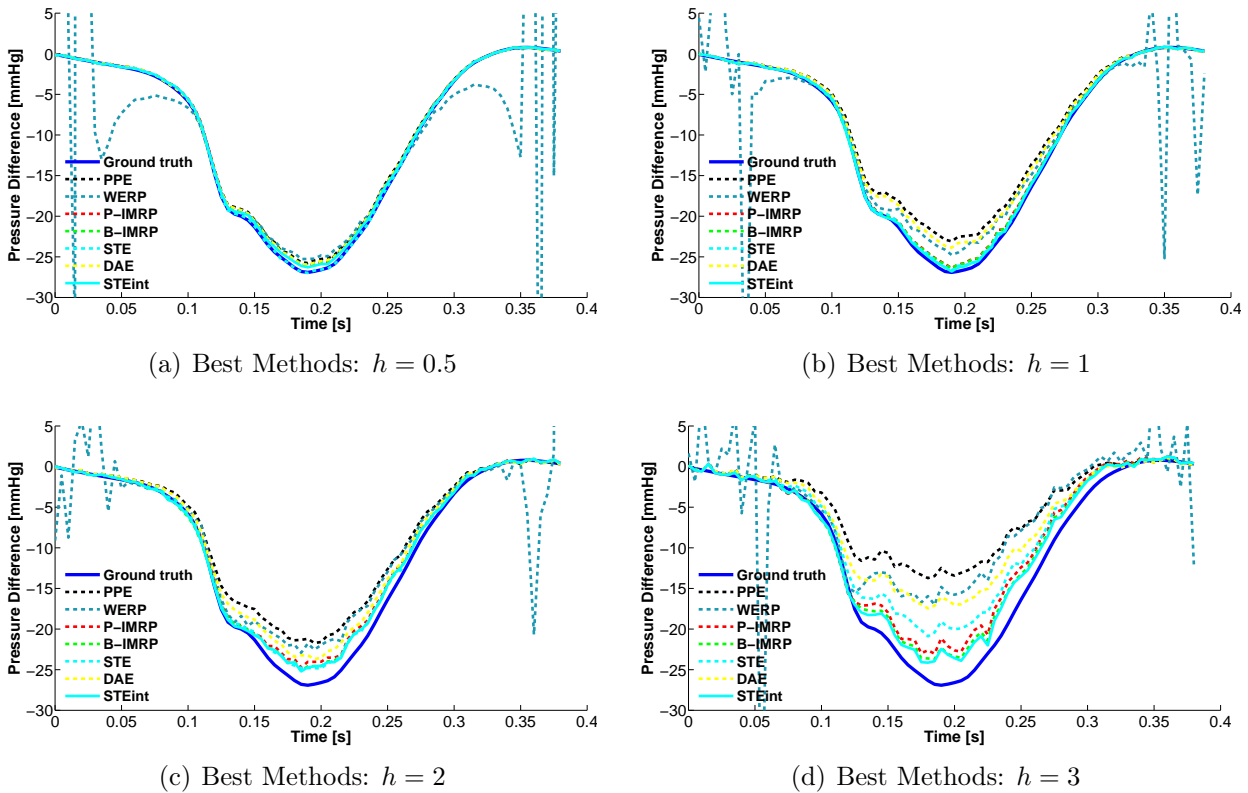 5
0
−5
−10
−15
−20
−25
−30
Pressure Difference [mmHg]
Ground truth
PPE
WERP
P−IMRP
B−IMRP
STE
DAE
STEint
0 0.05 0.1 0.15 0.2 0.25 0.3 0.35 0.4
Time [s]
(a) Best Methods: h = 0.5
5
0
−5
−10
−15
−20
−25
−30
Pressure Difference [mmHg]
Ground truth
PPE
WERP
P−IMRP
B−IMRP
STE
DAE
STEint
0 0.05 0.1 0.15 0.2 0.25 0.3 0.35 0.4
Time [s]
(b) Best Methods: h = 1
5
0
−5
−10
−15
−20
−25
−30
Pressure Difference [mmHg]
Ground truth
PPE
WERP
P−IMRP
B−IMRP
STE
DAE
STEint
0 0.05 0.1 0.15 0.2 0.25 0.3 0.35 0.4
Time [s]
(c) Best Methods: h = 2
5
0
−5
−10
−15
−20
−25
−30
Pressure Difference [mmHg]
Ground truth
PPE
WERP
P−IMRP
B−IMRP
STE
DAE
STEint
0 0.05 0.1 0.15 0.2 0.25 0.3 0.35 0.4
Time [s]
(d) Best Methods: h = 3